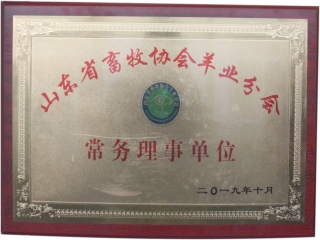 山东省畜牧协会羊业分会
常务理事单位
二0一九年十月